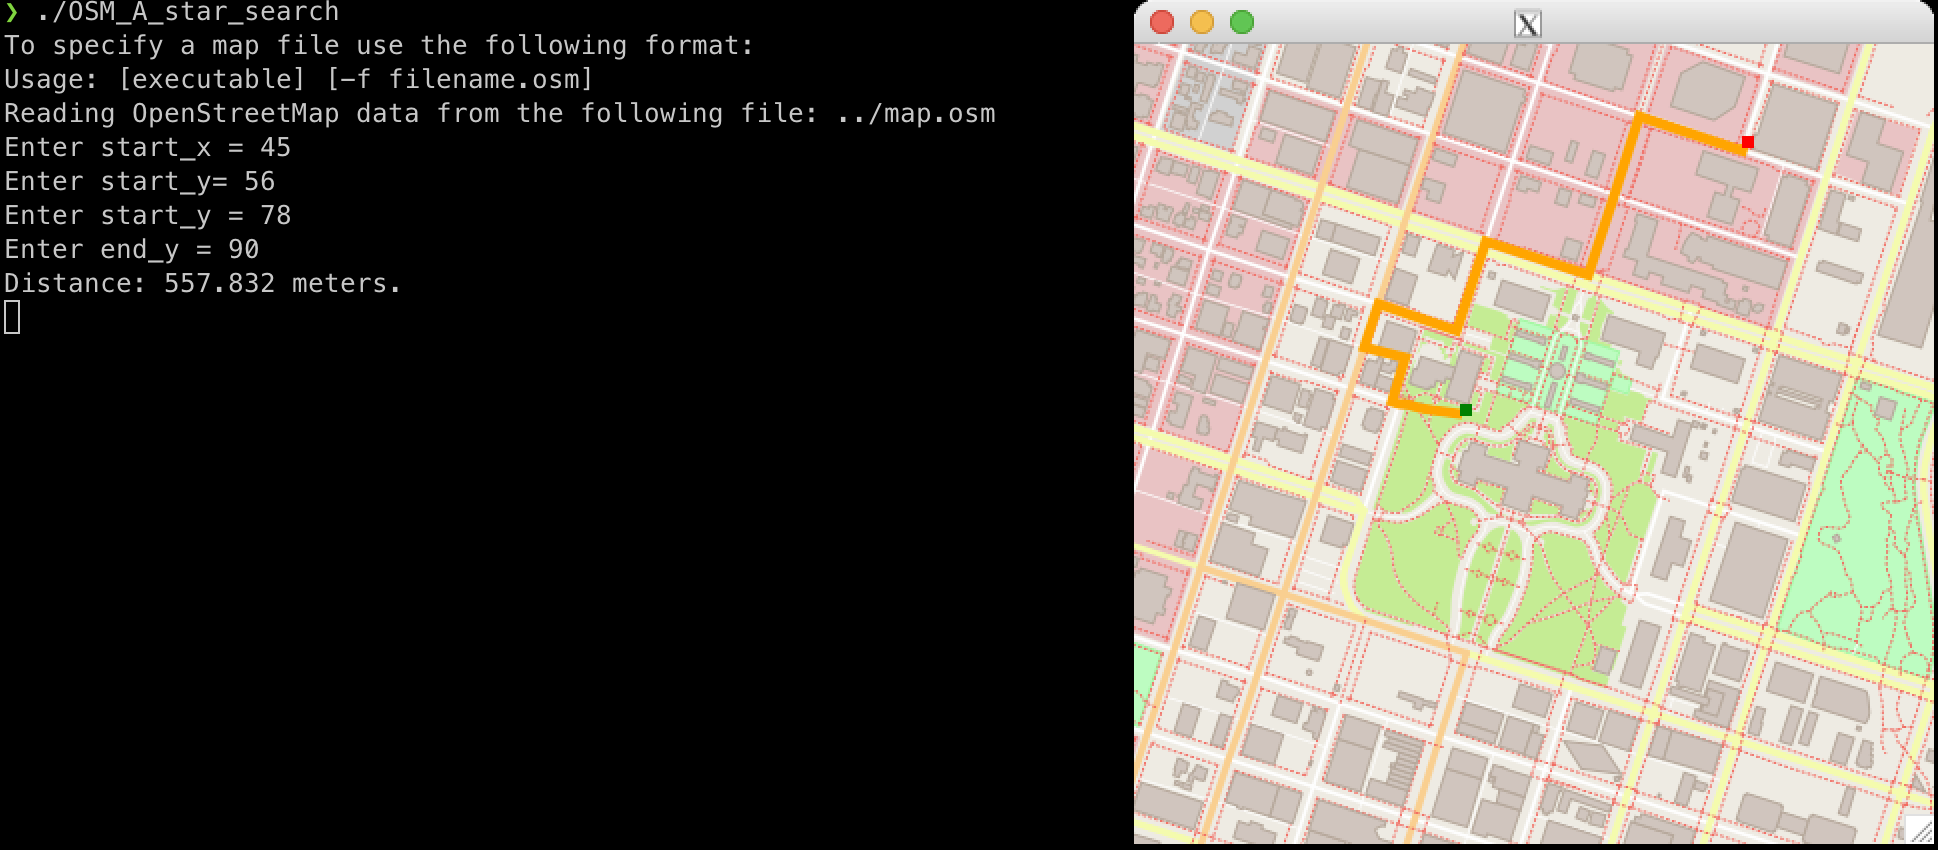 ❯ ./OSM_A_star_search
To specify a map file use the following format:
Usage: [executable] [-f filename.osm]
Reading OpenStreetMap data from the following file: ../map.osm
Enter start_x = 45
Enter start_y= 56
Enter start_y = 78
Enter end_y = 90
Distance: 557.832 meters.